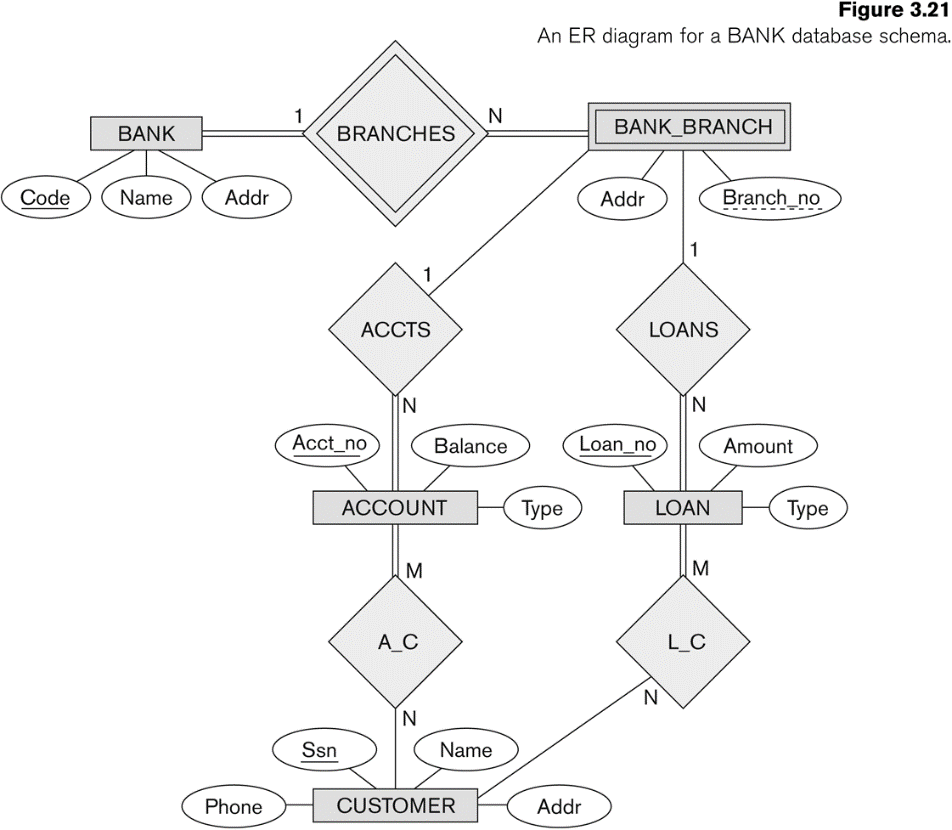 Figure 3.21
An ER diagram for a BANK database schema.
1
N
BANK
BRANCHES
BANK_BRANCH
Code
Name
Addr
Addr
Branch_no
1
1
ACCTS
LOANS
N
N
Acct_no
Balance
Loan_no
Amount
ACCOUNT
Type
LOAN
Type
M
M
A_C
L_C
N
N
Ssn
Name
Phone
CUSTOMER
Addr